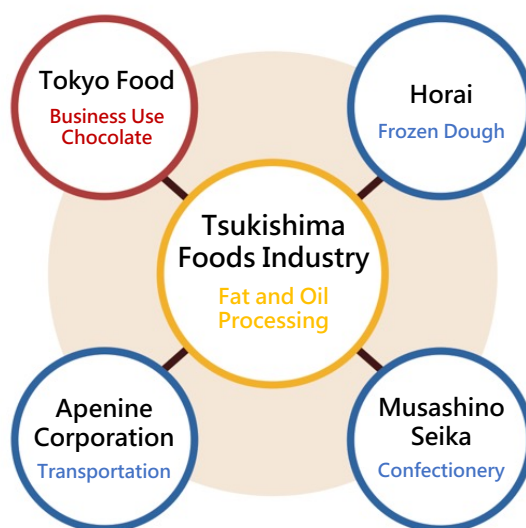 Tokyo Food
Business Use
Chocolate
Horai
Frozen Dough
Tsukishima
Foods Industry
Fat and Oil
Processing
Apenine
Corporation
Transportation
Musashino
Seika
Confectionery